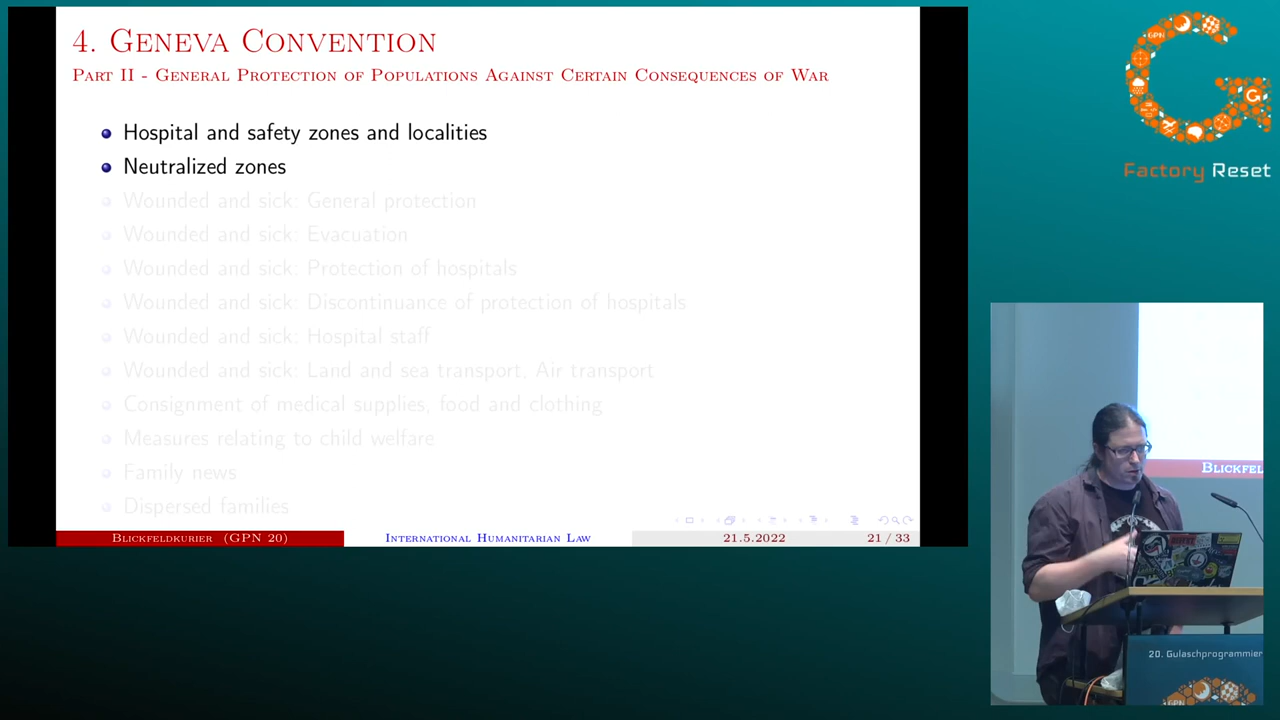 4. Geneva Convention
Part II - General Protection of Populations Against Certain Consequences of War
Hospital and safety zones and localities
Neutralized zones
Wounded and sick: General protection
Wounded and sick: Evacuation
Wounded and sick: Protection of hospitals
Wounded and sick: Discontinuance of protection of hospitals
Wounded and sick: Hospital staff
Wounded and sick: Land and sea transport, Air transport
Consignment of medical supplies, food and clothing
Measures relating to child welfare
Family news
Dispersed families
Blickfeldkurier (GPN 20)
International Humanitarian Law
21.5.2022
21 / 33
GPN
Factory Reset
Blickfel
20. Gulaschprogrammier